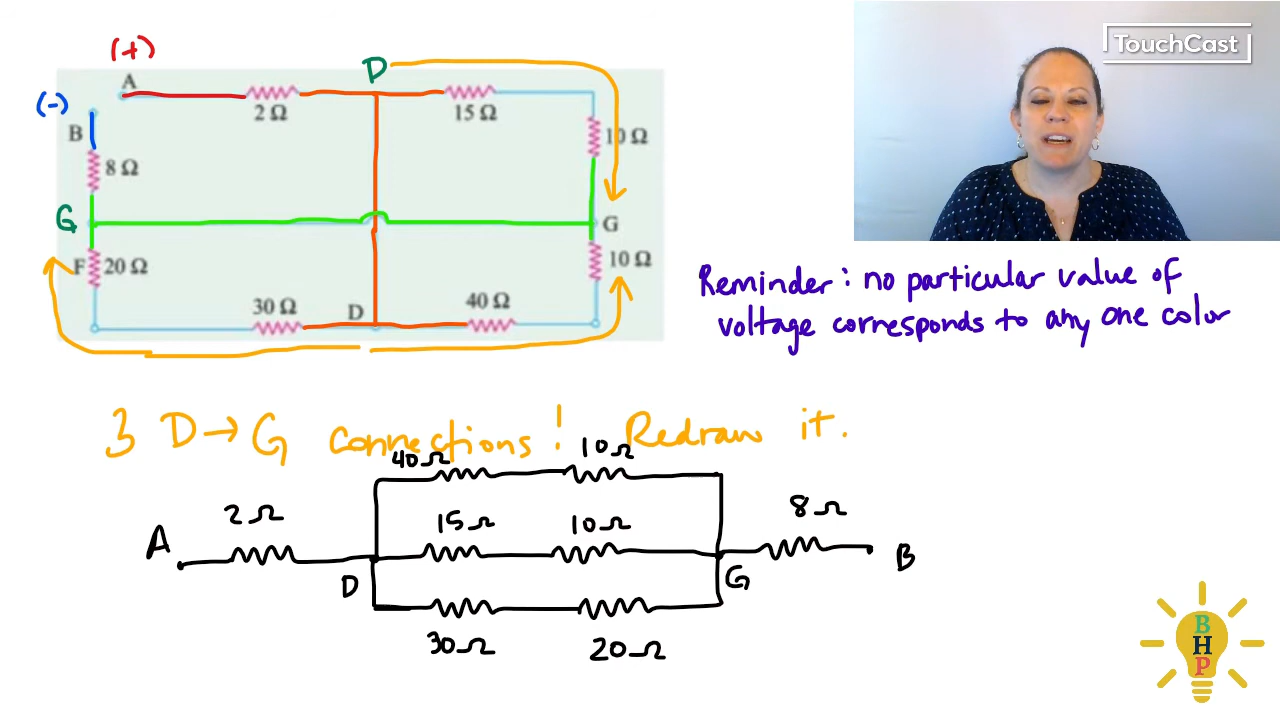 TouchCast
(+)
D
A
(-)
2 Ω
15 Ω
10 Ω
B
8 Ω
G
G
F
20 Ω
10 Ω
30 Ω
D
40 Ω
Reminder: no particular value of
voltage corresponds to any one color
3 D→G connections! Redraw it.
40Ω
10Ω
2Ω
15Ω
10Ω
8Ω
A
D
G
B
30Ω
20Ω
B
H
P